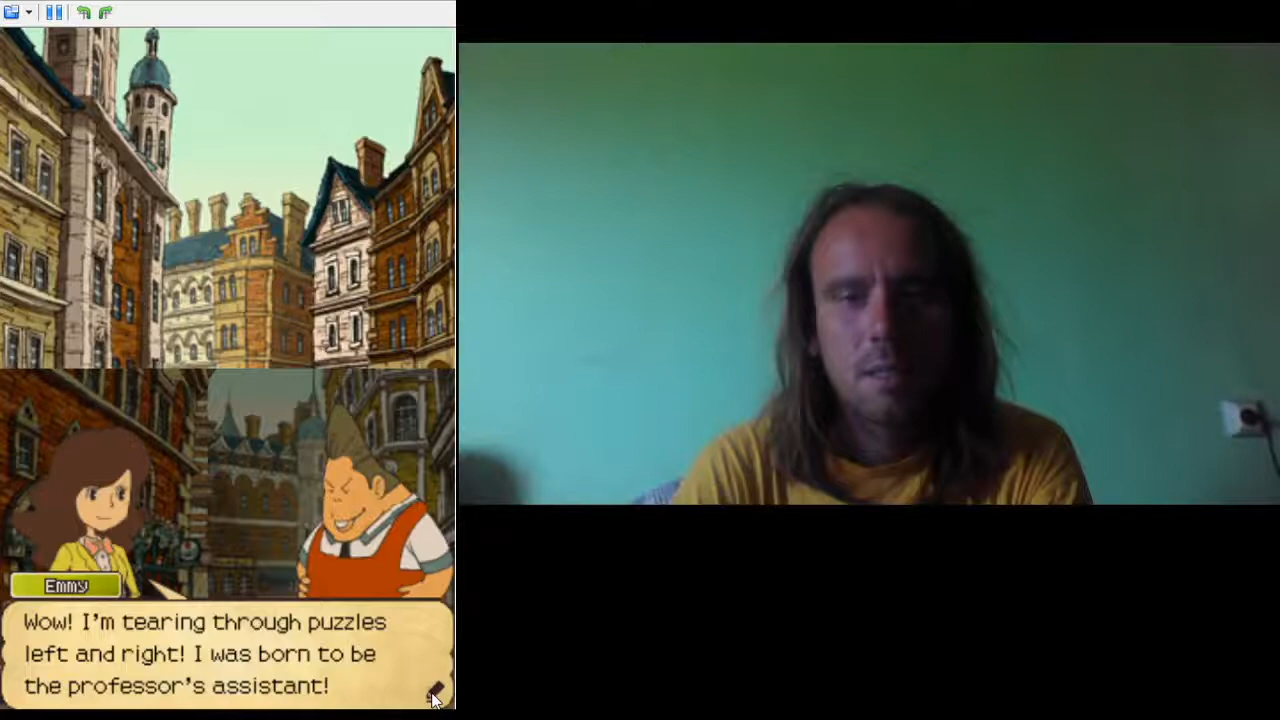 Emmy
Wow! I'm tearing through puzzles
left and right! I was born to be
the professor's assistant!